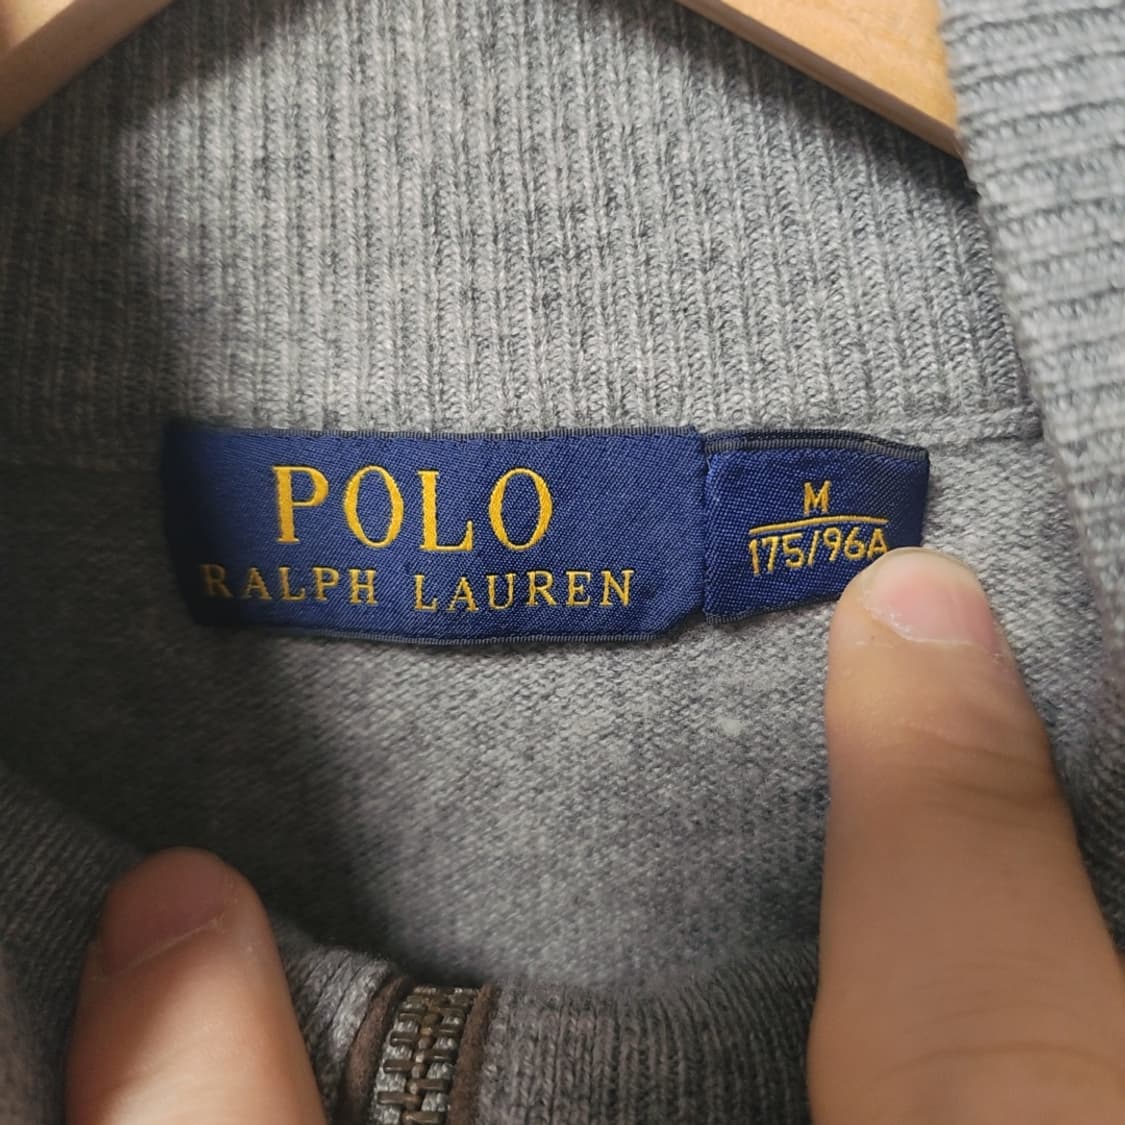 POLO
RALPH LAUREN
M
175/96A